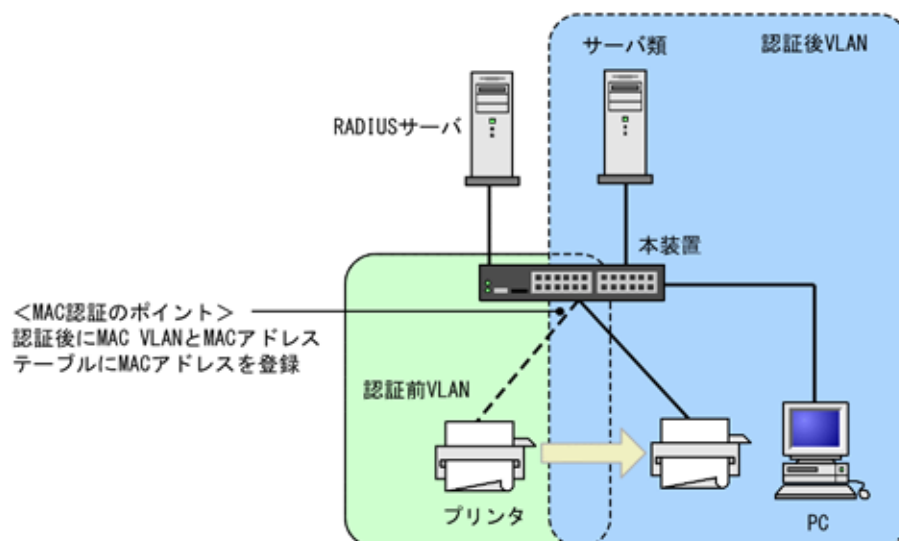 サーバ類
認証後VLAN
RADIUSサーバ
本装置
＜MAC認証のポイント＞
認証後にMAC VLANとMACアドレス
テーブルにMACアドレスを登録
認証前VLAN
プリンタ
PC